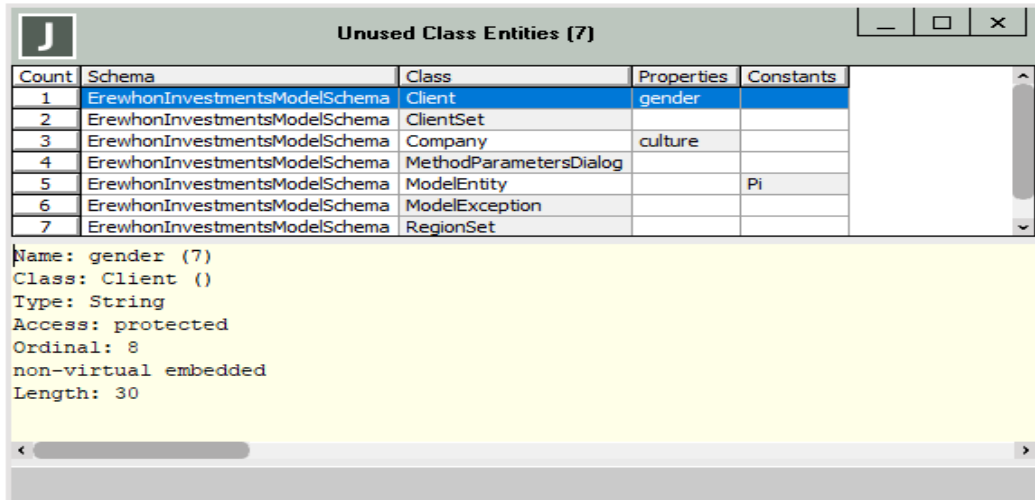 J
Unused Class Entities (7)
Count Schema Class Properties Constants
1 ErewhonInvestmentsModelSchema Client gender
2 ErewhonInvestmentsModelSchema ClientSet
3 ErewhonInvestmentsModelSchema Company culture
4 ErewhonInvestmentsModelSchema MethodParametersDialog
5 ErewhonInvestmentsModelSchema ModelEntity Pi
6 ErewhonInvestmentsModelSchema ModelException
7 ErewhonInvestmentsModelSchema RegionSet
Name: gender (7)
Class: Client ()
Type: String
Access: protected
Ordinal: 8
non-virtual embedded
Length: 30